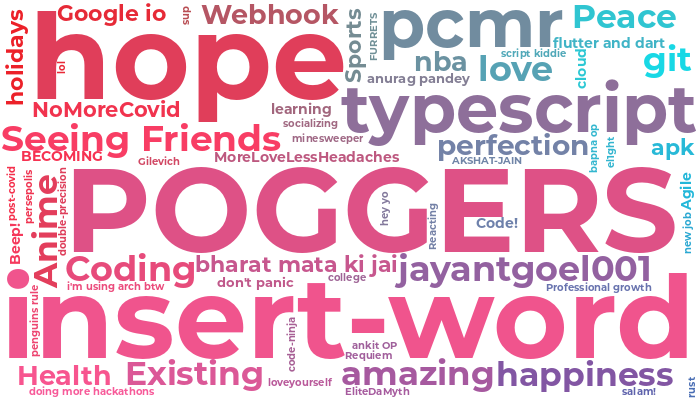 holidays
Google io
sup
Webhook
Sports
FURRETS
pcmr
Peace
hope
lol
nba
script kiddie
flutter and dart
git
cloud
love
anurag pandey
NoMoreCovid
learning
socializing
minesweeper
typescript
Seeing Friends
BECOMING
Gilevich
MoreLoveLessHeadaches
perfection
AKSHAT-JAIN
bapna op
el1ght
apk
Beep!
post-covid
persepolis
Anime
double-precision
POGGERS
hey yo
Reacting
Code!
Agile
new job
Coding
bharat mata ki jai
jayantgoel001
i'm using arch btw
don't panic
college
Professional growth
penguins rule
insert-word
code-ninja
ankit OP
Requiem
Health
Existing
loveyourself
amazing
happiness
doing more hackathons
EliteDaMyth
salam!
rust